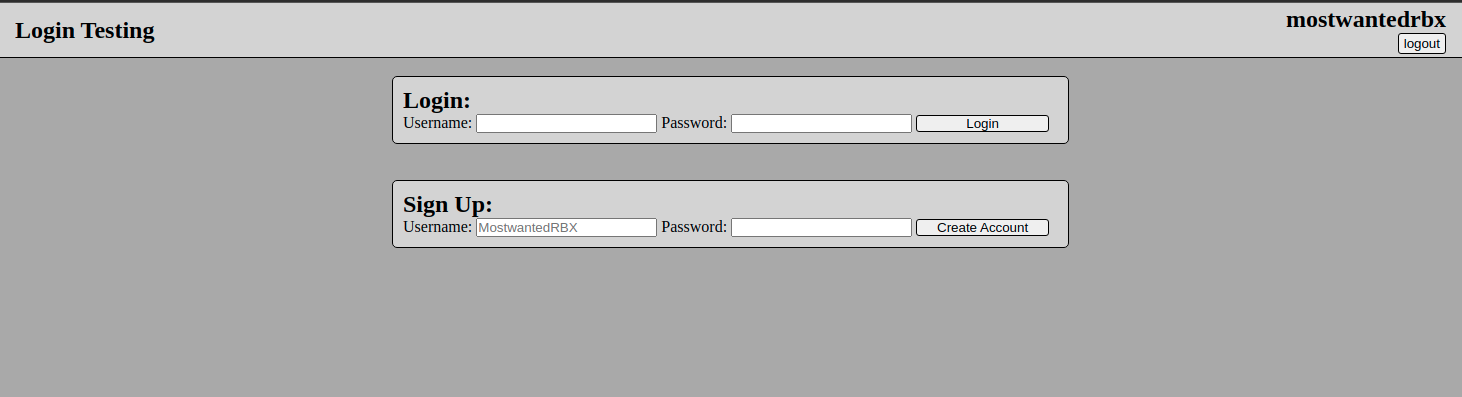 Login Testing
mostwantedrbx
logout
Login:
Username: Password: Login
Sign Up:
Username: MostwantedRBX Password: Create Account